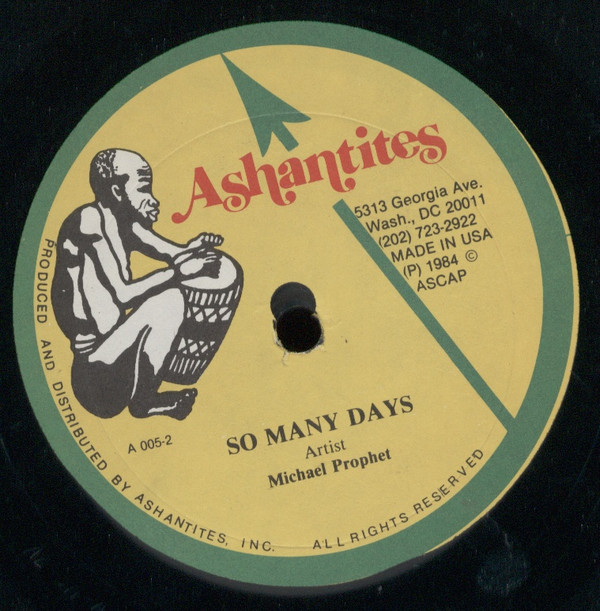 Ashantites
5313 Georgia Ave.
Wash., DC 20011
(202) 723-2922
MADE IN USA
(P) 1984 ©
ASCAP
A 005-2
SO MANY DAYS
Artist
Michael Prophet
PRODUCED AND DISTRIBUTED BY ASHANTITES, INC. ALL RIGHTS RESERVED